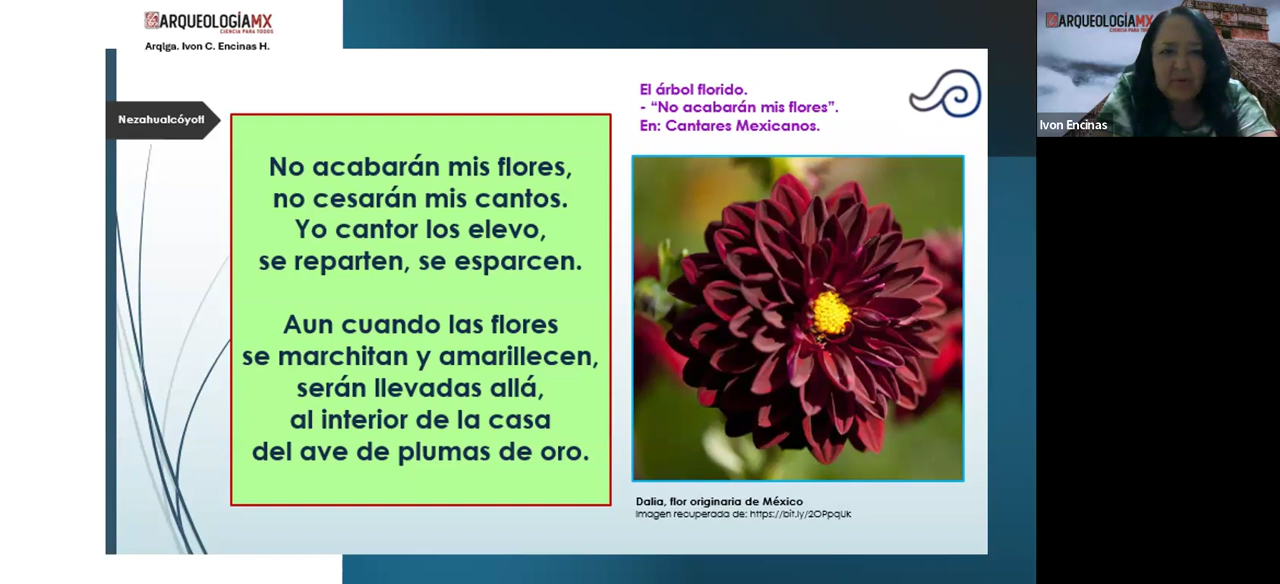 ARQUEOLOGÍAMX
CIENCIA PARA TODOS
Arqlga. Ivon C. Encinas H.
Nezahualcóyotl
El árbol florido.
- “No acabarán mis flores”.
En: Cantares Mexicanos.
No acabarán mis flores,
no cesarán mis cantos.
Yo cantor los elevo,
se reparten, se esparcen.
Aun cuando las flores
se marchitan y amarillecen,
serán llevadas allá,
al interior de la casa
del ave de plumas de oro.
Dalia, flor originaria de México
Imagen recuperada de: https://bit.ly/2OPpqUk
ARQUEOLOGÍAMX
CIENCIA PARA TODOS
Ivon Encinas